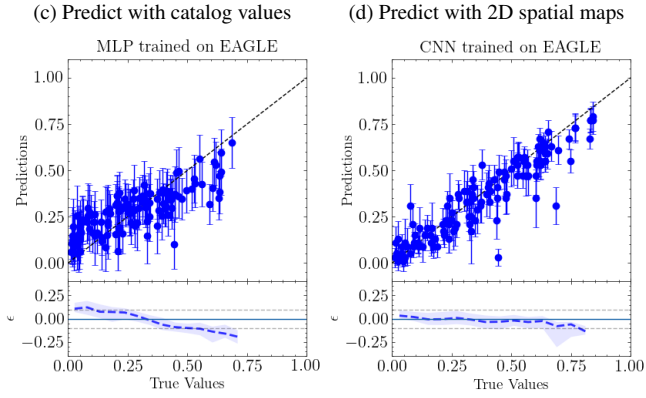 (c) Predict with catalog values
(d) Predict with 2D spatial maps
MLP trained on EAGLE
CNN trained on EAGLE
1.00
0.75
0.50
0.25
0.00
Predictions
0.25
0.00
−0.25
ϵ
0.00 0.25 0.50 0.75 1.00
True Values
1.00
0.75
0.50
0.25
0.00
Predictions
0.25
0.00
−0.25
ϵ
0.00 0.25 0.50 0.75 1.00
True Values